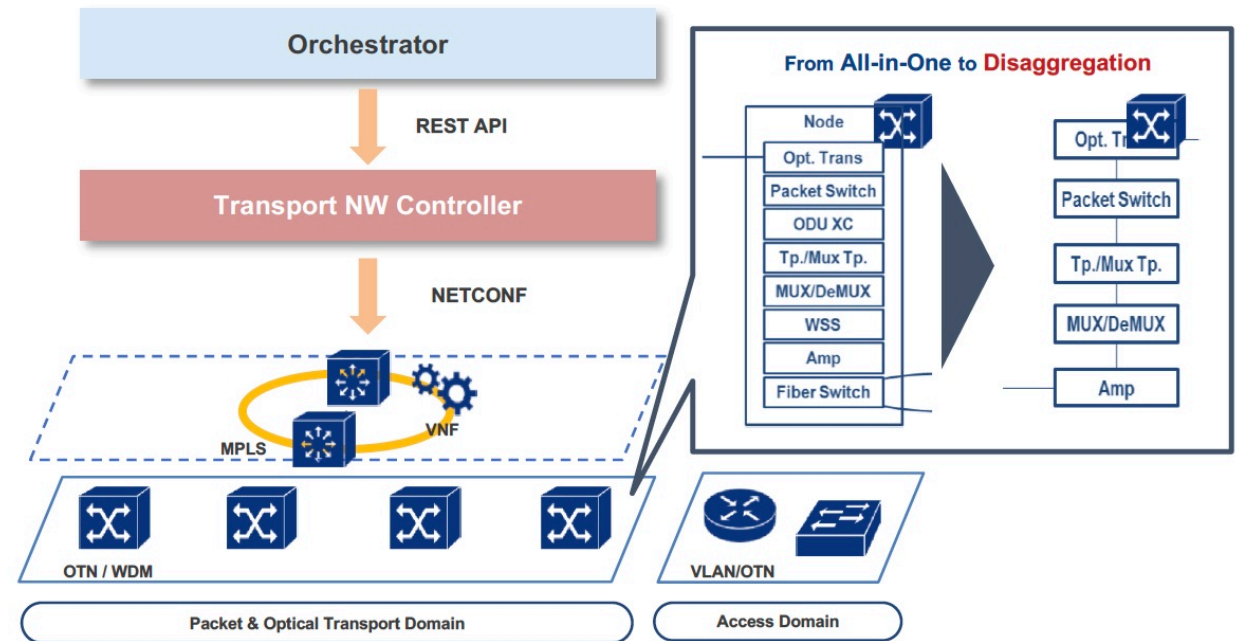 Orchestrator
REST API
Transport NW Controller
NETCONF
MPLS
VNF
OTN / WDM
VLAN/OTN
Packet & Optical Transport Domain
Access Domain
From All-in-One to Disaggregation
Node
Opt. Trans
Packet Switch
ODU XC
Tp./Mux Tp.
MUX/DeMUX
WSS
Amp
Fiber Switch
Opt.
Packet Switch
Tp./Mux Tp.
MUX/DeMUX
Amp